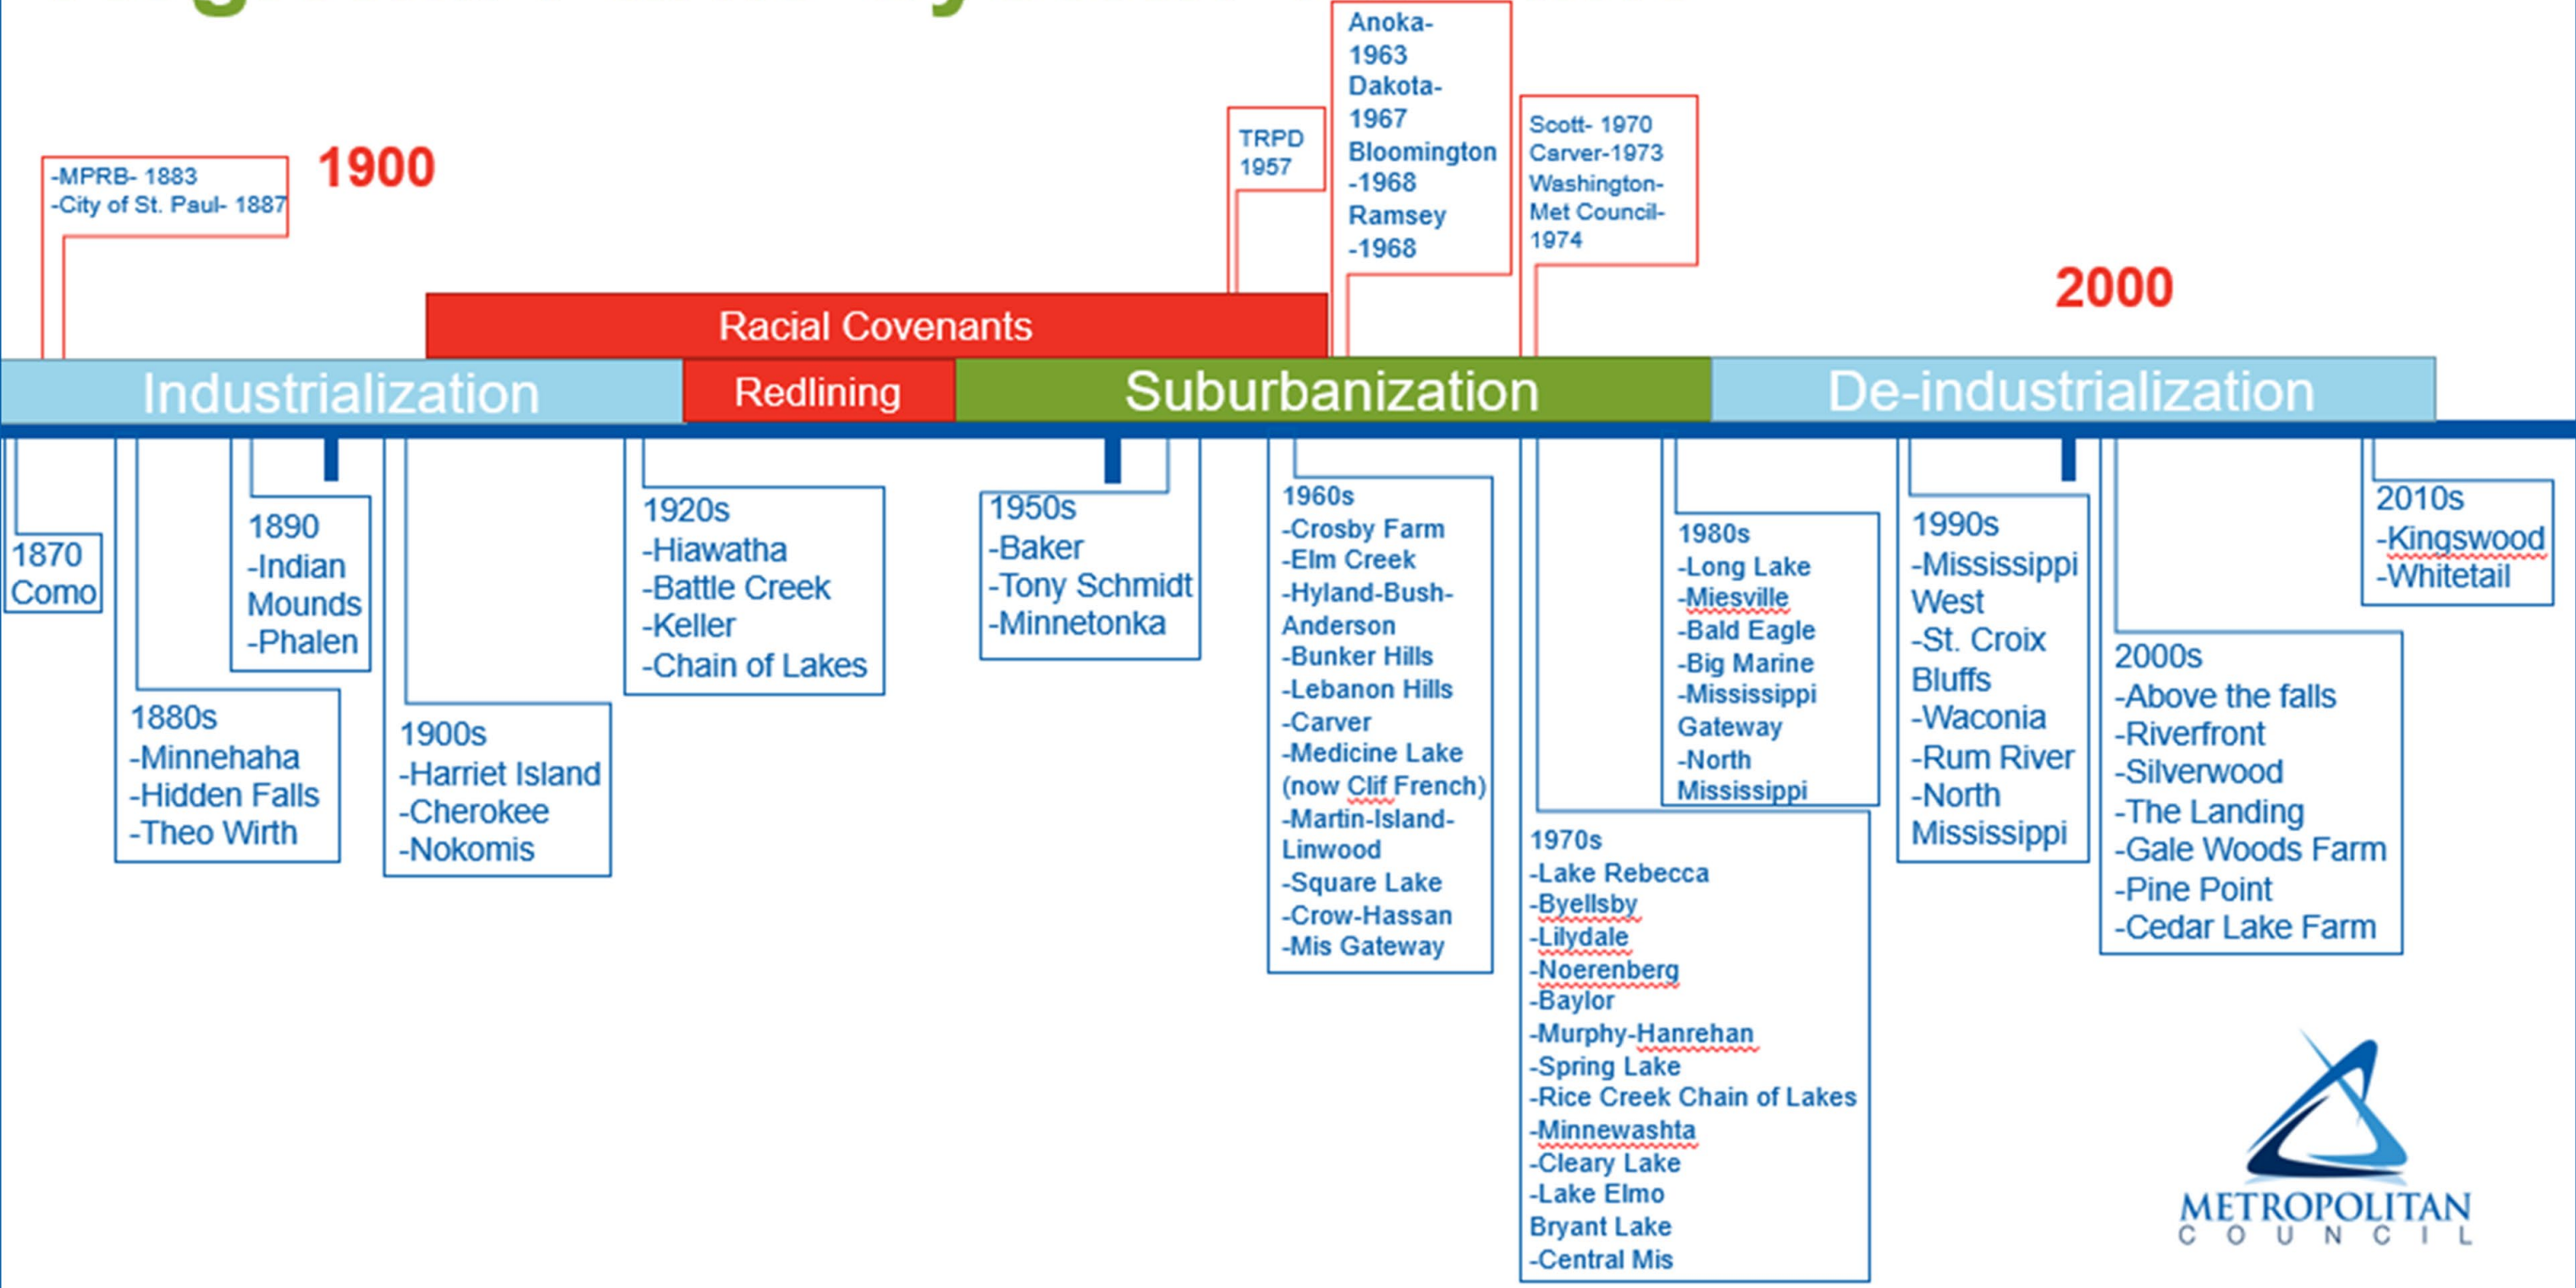 Anoka-
1963
Dakota-
1967
Bloomington
-1968
Ramsey
-1968
TRPD
1957
Scott- 1970
Carver-1973
Washington-
Met Council-
1974
-MPRB- 1883
-City of St. Paul- 1887
1900
2000
Racial Covenants
Industrialization
Redlining
Suburbanization
De-industrialization
1870
Como
1880s
-Minnehaha
-Hidden Falls
-Theo Wirth
1890
-Indian
Mounds
-Phalen
1900s
-Harriet Island
-Cherokee
-Nokomis
1920s
-Hiawatha
-Battle Creek
-Keller
-Chain of Lakes
1950s
-Baker
-Tony Schmidt
-Minnetonka
1960s
-Crosby Farm
-Elm Creek
-Hyland-Bush-
Anderson
-Bunker Hills
-Lebanon Hills
-Carver
-Medicine Lake
(now Clif French)
-Martin-Island-
Linwood
-Square Lake
-Crow-Hassan
-Mis Gateway
1970s
-Lake Rebecca
-Byellsby
-Lilydale
-Noerenberg
-Baylor
-Murphy-Hanrehan
-Spring Lake
-Rice Creek Chain of Lakes
-Minnewashta
-Cleary Lake
-Lake Elmo
Bryant Lake
-Central Mis
1980s
-Long Lake
-Miesville
-Bald Eagle
-Big Marine
-Mississippi
Gateway
-North
Mississippi
1990s
-Mississippi
West
-St. Croix
Bluffs
-Waconia
-Rum River
-North
Mississippi
2000s
-Above the falls
-Riverfront
-Silverwood
-The Landing
-Gale Woods Farm
-Pine Point
-Cedar Lake Farm
2010s
-Kingswood
-Whitetail
METROPOLITAN
COUNCIL